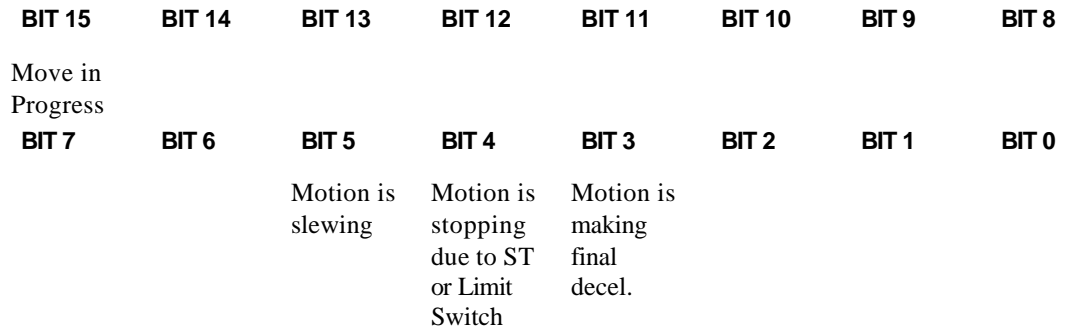 BIT 15 BIT 14 BIT 13 BIT 12 BIT 11 BIT 10 BIT 9 BIT 8
Move in
Progress
BIT 7 BIT 6 BIT 5 BIT 4 BIT 3 BIT 2 BIT 1 BIT 0
Motion is Motion is Motion is
slewing stopping making
due to ST final
or Limit decel.
Switch